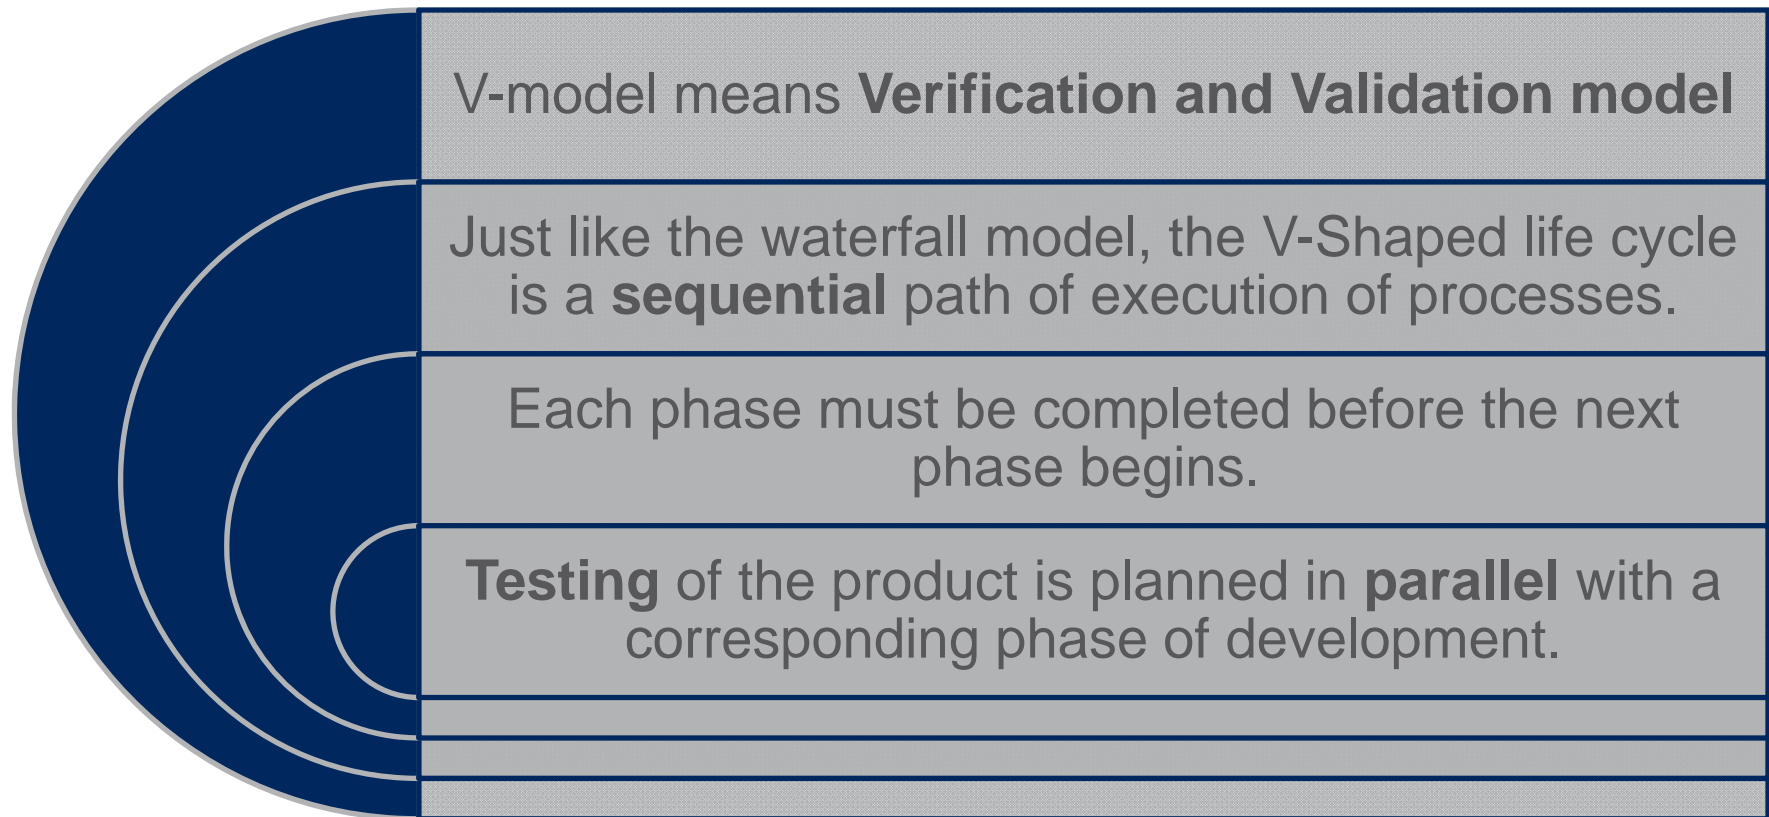 V-model means Verification and Validation model
Just like the waterfall model, the V-Shaped life cycle
is a sequential path of execution of processes.
Each phase must be completed before the next
phase begins.
Testing of the product is planned in parallel with a
corresponding phase of development.